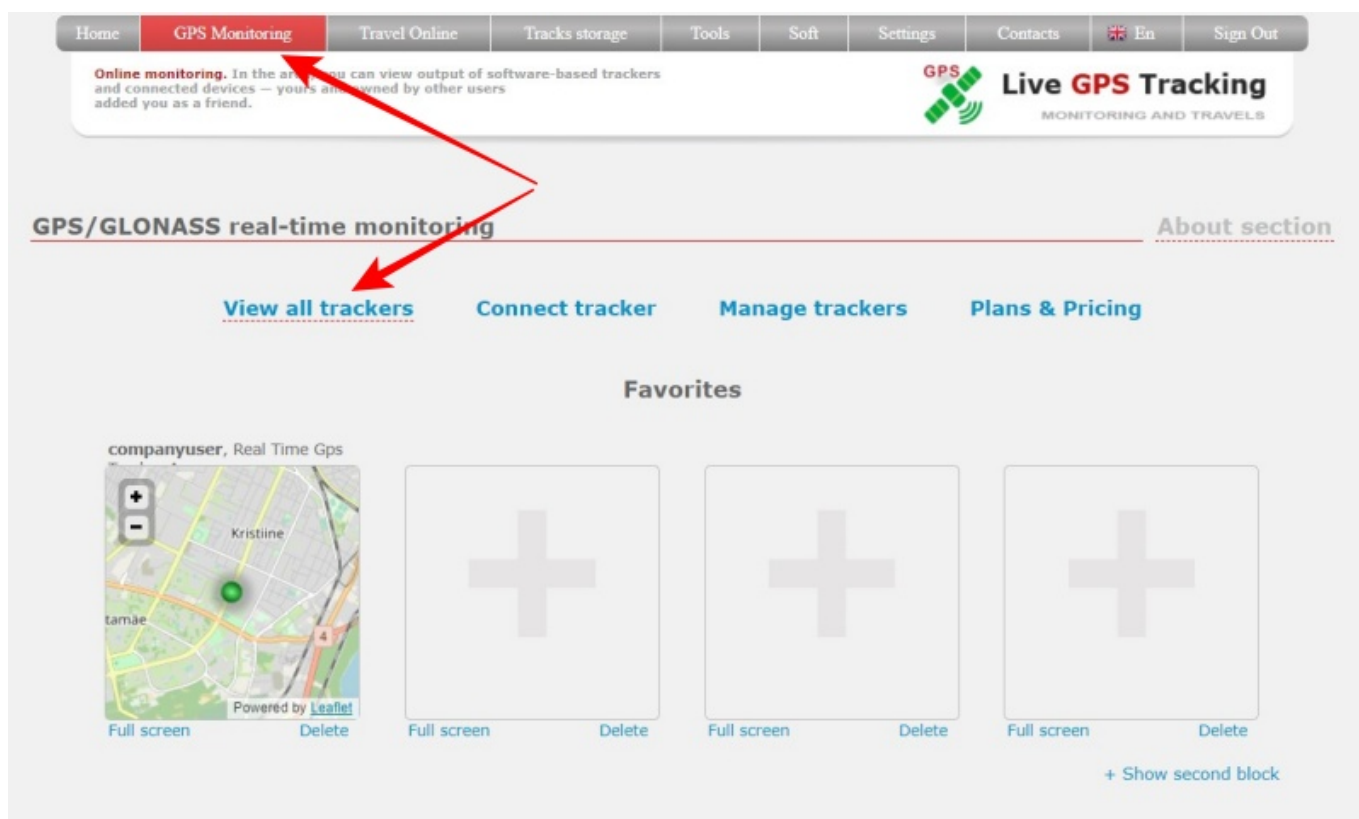 Home GPS Monitoring Travel Online Tracks storage Tools Soft Settings Contacts En Sign Out
Online monitoring. In the you can view output of software-based trackers
and connected devices — yours and owned by other users
added you as a friend.
GPS
Live GPS Tracking
MONITORING AND TRAVELS
GPS/GLONASS real-time monitoring
About section
View all trackers Connect tracker Manage trackers Plans & Pricing
Favorites
companyuser, Real Time Gps
+
-
Kristiine
tamäe
4
Powered by Leaflet
Full screen Delete Full screen Delete Full screen Delete Full screen Delete
+ Show second block